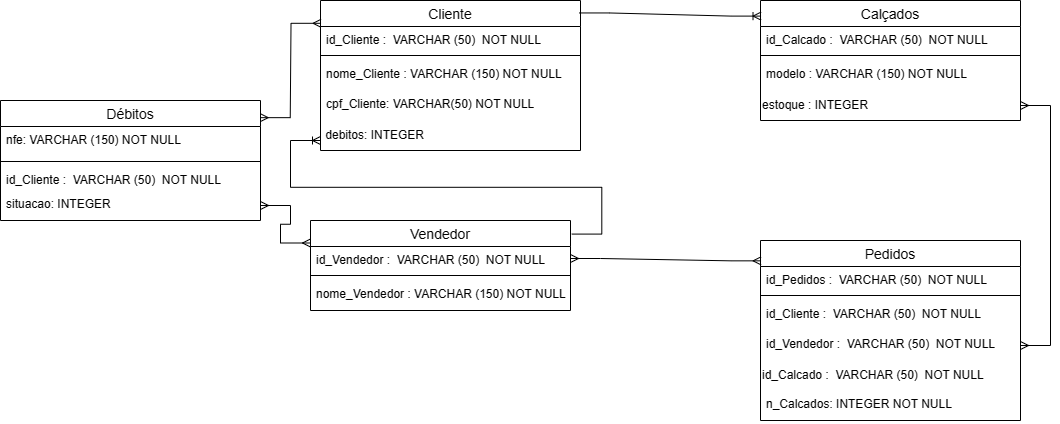 Cliente
id_Cliente :  VARCHAR (50)  NOT NULL
nome_Cliente : VARCHAR (150) NOT NULL
cpf_Cliente: VARCHAR(50) NOT NULL
debitos: INTEGER
Calçados
id_Calcado :  VARCHAR (50)  NOT NULL
modelo : VARCHAR (150) NOT NULL
estoque : INTEGER
Débitos
nfe: VARCHAR (150) NOT NULL
id_Cliente :  VARCHAR (50)  NOT NULL
situacao: INTEGER
Vendedor
id_Vendedor :  VARCHAR (50)  NOT NULL
nome_Vendedor : VARCHAR (150) NOT NULL
Pedidos
id_Pedidos :  VARCHAR (50)  NOT NULL
id_Cliente :  VARCHAR (50)  NOT NULL
id_Vendedor :  VARCHAR (50)  NOT NULL
id_Calcado :  VARCHAR (50)  NOT NULL
n_Calcados: INTEGER NOT NULL